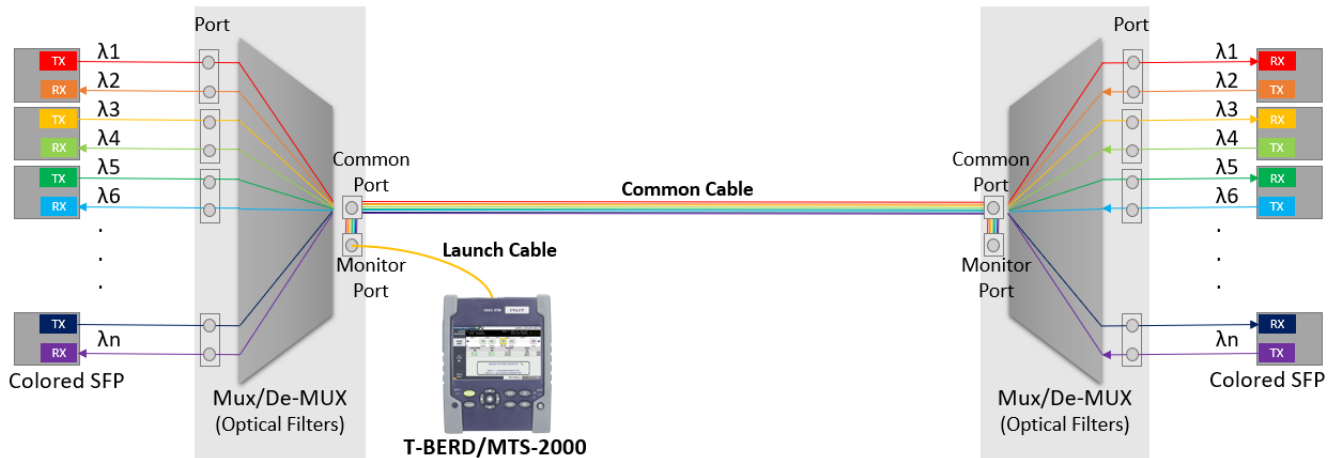 Port
Port
TX
λ1
λ1
RX
RX
λ2
λ2
TX
TX
λ3
λ3
RX
RX
λ4
λ4
TX
TX
λ5
λ5
RX
RX
λ6
λ6
TX
Common
Port
Common Cable
Common
Port
Launch Cable
Monitor
Port
Monitor
Port
TX
RX
RX
λn
λn
TX
Colored SFP
Colored SFP
Mux/De-MUX
(Optical Filters)
Mux/De-MUX
(Optical Filters)
T-BERD/MTS-2000